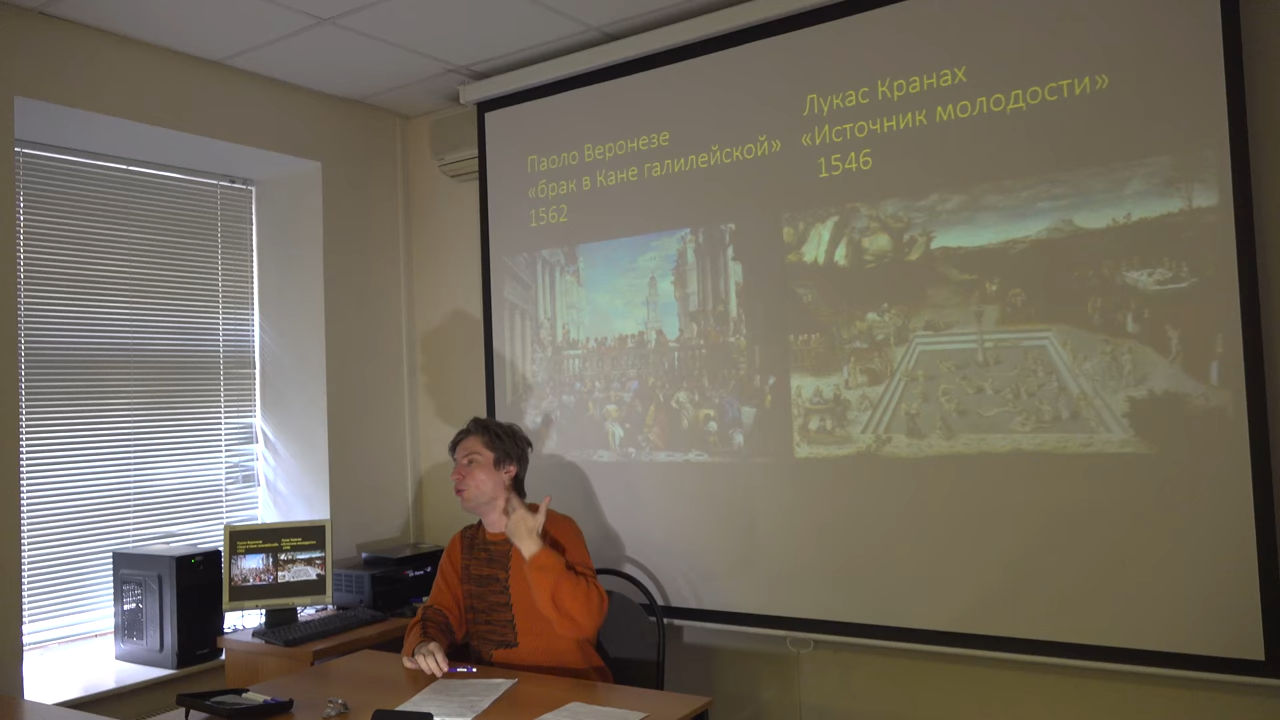 Паоло Веронезе
«брак в Кане галилейской»
1562
Лукас Кранах
«Источник молодости»
1546